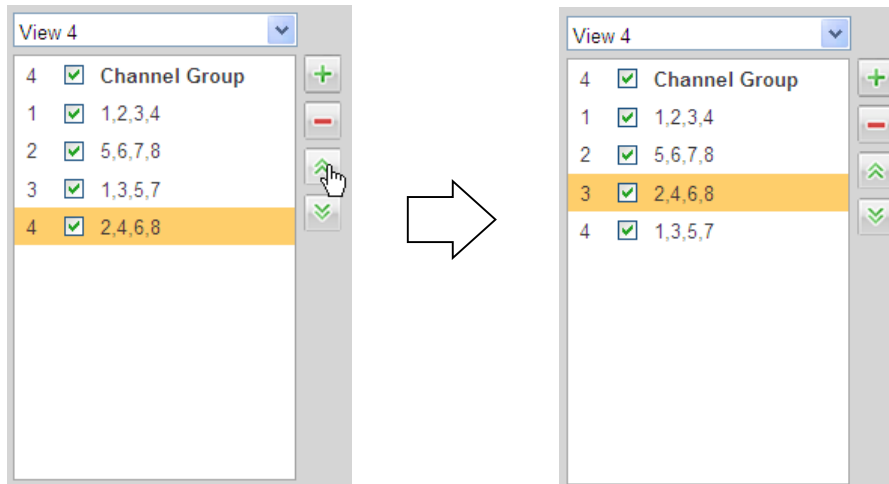 View 4
4 Channel Group
1 1,2,3,4
2 5,6,7,8
3 1,3,5,7
4 2,4,6,8
View 4
4 Channel Group
1 1,2,3,4
2 5,6,7,8
3 2,4,6,8
4 1,3,5,7